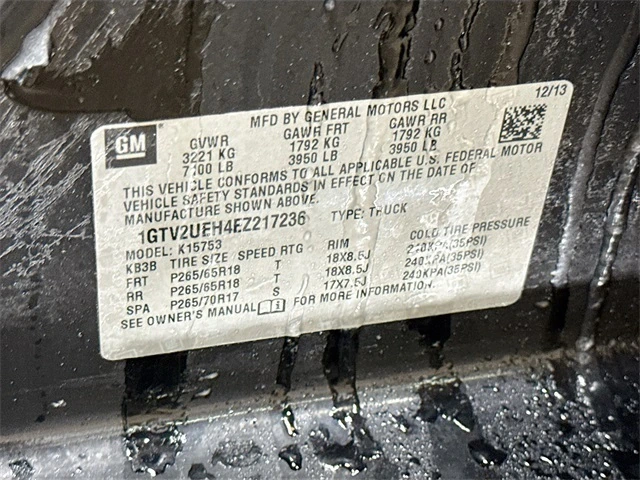 MFD BY GENERAL MOTORS LLC 12/13
GM
GVWR GAWR FRT GAWR RR
3221 KG 1792 KG 1792 KG
7100 LB 3950 LB 3950 LB
THIS VEHICLE CONFORMS TO ALL APPLICABLE U.S. FEDERAL MOTOR
VEHICLE SAFETY STANDARDS IN EFFECT ON THE DATE OF
MANUFACTURE SHOWN ABOVE.
1GTV2UEH4EZ217236 TYPE: TRUCK
MODEL: K15753
KB3B TIRE SIZE SPEED RTG RIM COLD TIRE PRESSURE
FRT P265/65R18 T 18X8.5J 240KPA(35PSI)
RR P265/65R18 T 18X8.5J 240KPA(35PSI)
SPA P265/70R17 S 17X7.5J 240KPA(35PSI)
SEE OWNER'S MANUAL FOR MORE INFORMATION.